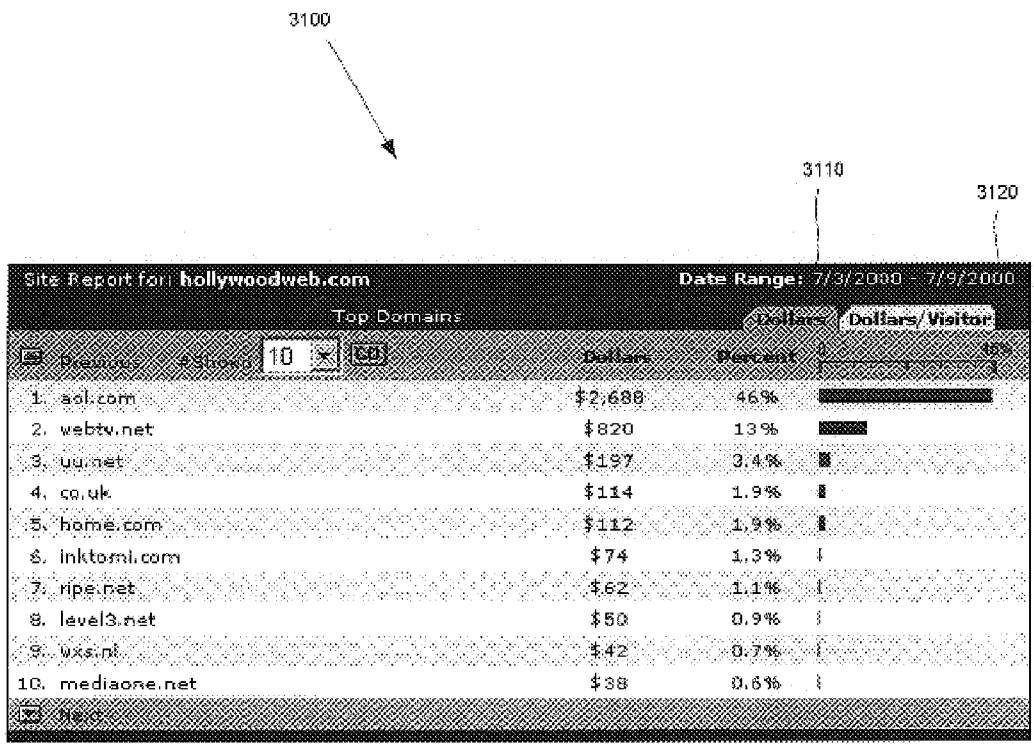 3100
3110
3120
Site Report for: hollywoodweb.com Date Range: 7/3/2000 - 7/9/2000
Top Domains Dollars Dollars/Visitor
Previous # Shown 10 GO Dollars Percent 0 46%
1. aol.com $2,688 46%
2. webtv.net $820 13%
3. uu.net $197 3.4%
4. co.uk $114 1.9%
5. home.com $112 1.9%
6. inktomi.com $74 1.3%
7. ripe.net $62 1.1%
8. level3.net $50 0.9%
9. wxs.nl $42 0.7%
10. mediaone.net $38 0.6%
Next